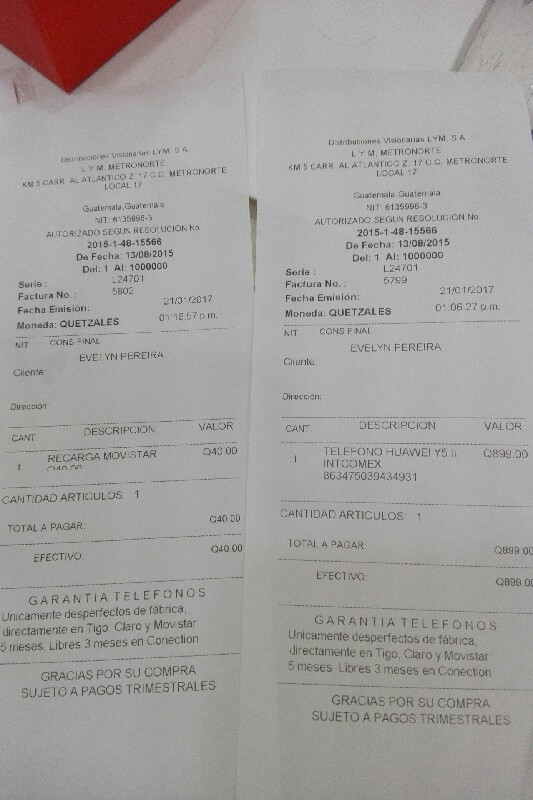 Distribuciones Visionarias LYM, S.A
L Y M, METRONORTE
KM 5 CARR. AL ATLANTICO Z. 17 C.C. METRONORTE
LOCAL 17
Guatemala,Guatemala
NIT: 6135996-3
AUTORIZADO SEGUN RESOLUCION No.
2015-1-48-15566
De Fecha: 13/08/2015
Del: 1 Al: 1000000
Serie : L24701
Factura No. : 5802
Fecha Emisión: 21/01/2017
Moneda: QUETZALES 01:18:57 p.m.
NIT CONS FINAL
EVELYN PEREIRA
Cliente:
Dirección:
CANT. DESCRIPCION VALOR
1 RECARGA MOVISTAR Q40.00
Q40.00
CANTIDAD ARTICULOS: 1
TOTAL A PAGAR: Q40.00
EFECTIVO: Q40.00
GARANTIA TELEFONOS
Unicamente desperfectos de fábrica,
directamente en Tigo, Claro y Movistar
5 meses, Libres 3 meses en Conection
GRACIAS POR SU COMPRA
SUJETO A PAGOS TRIMESTRALES
Distribuciones Visionarias LYM, S.A
L Y M, METRONORTE
KM 5 CARR. AL ATLANTICO Z. 17 C.C. METRONORTE
LOCAL 17
Guatemala,Guatemala
NIT: 6135996-3
AUTORIZADO SEGUN RESOLUCION No.
2015-1-48-15566
De Fecha: 13/08/2015
Del: 1 Al: 1000000
Serie : L24701
Factura No. : 5799
Fecha Emisión: 21/01/2017
Moneda: QUETZALES 01:06:27 p.m.
NIT CONS FINAL
EVELYN PEREIRA
Cliente:
Dirección:
CANT. DESCRIPCION VALOR
1 TELEFONO HUAWEI Y5 II Q899.00
INTCOMEX
863475039434931
CANTIDAD ARTICULOS: 1
TOTAL A PAGAR: Q899.00
EFECTIVO: Q899.00
GARANTIA TELEFONOS
Unicamente desperfectos de fábrica,
directamente en Tigo, Claro y Movistar
5 meses, Libres 3 meses en Conection
GRACIAS POR SU COMPRA
SUJETO A PAGOS TRIMESTRALES